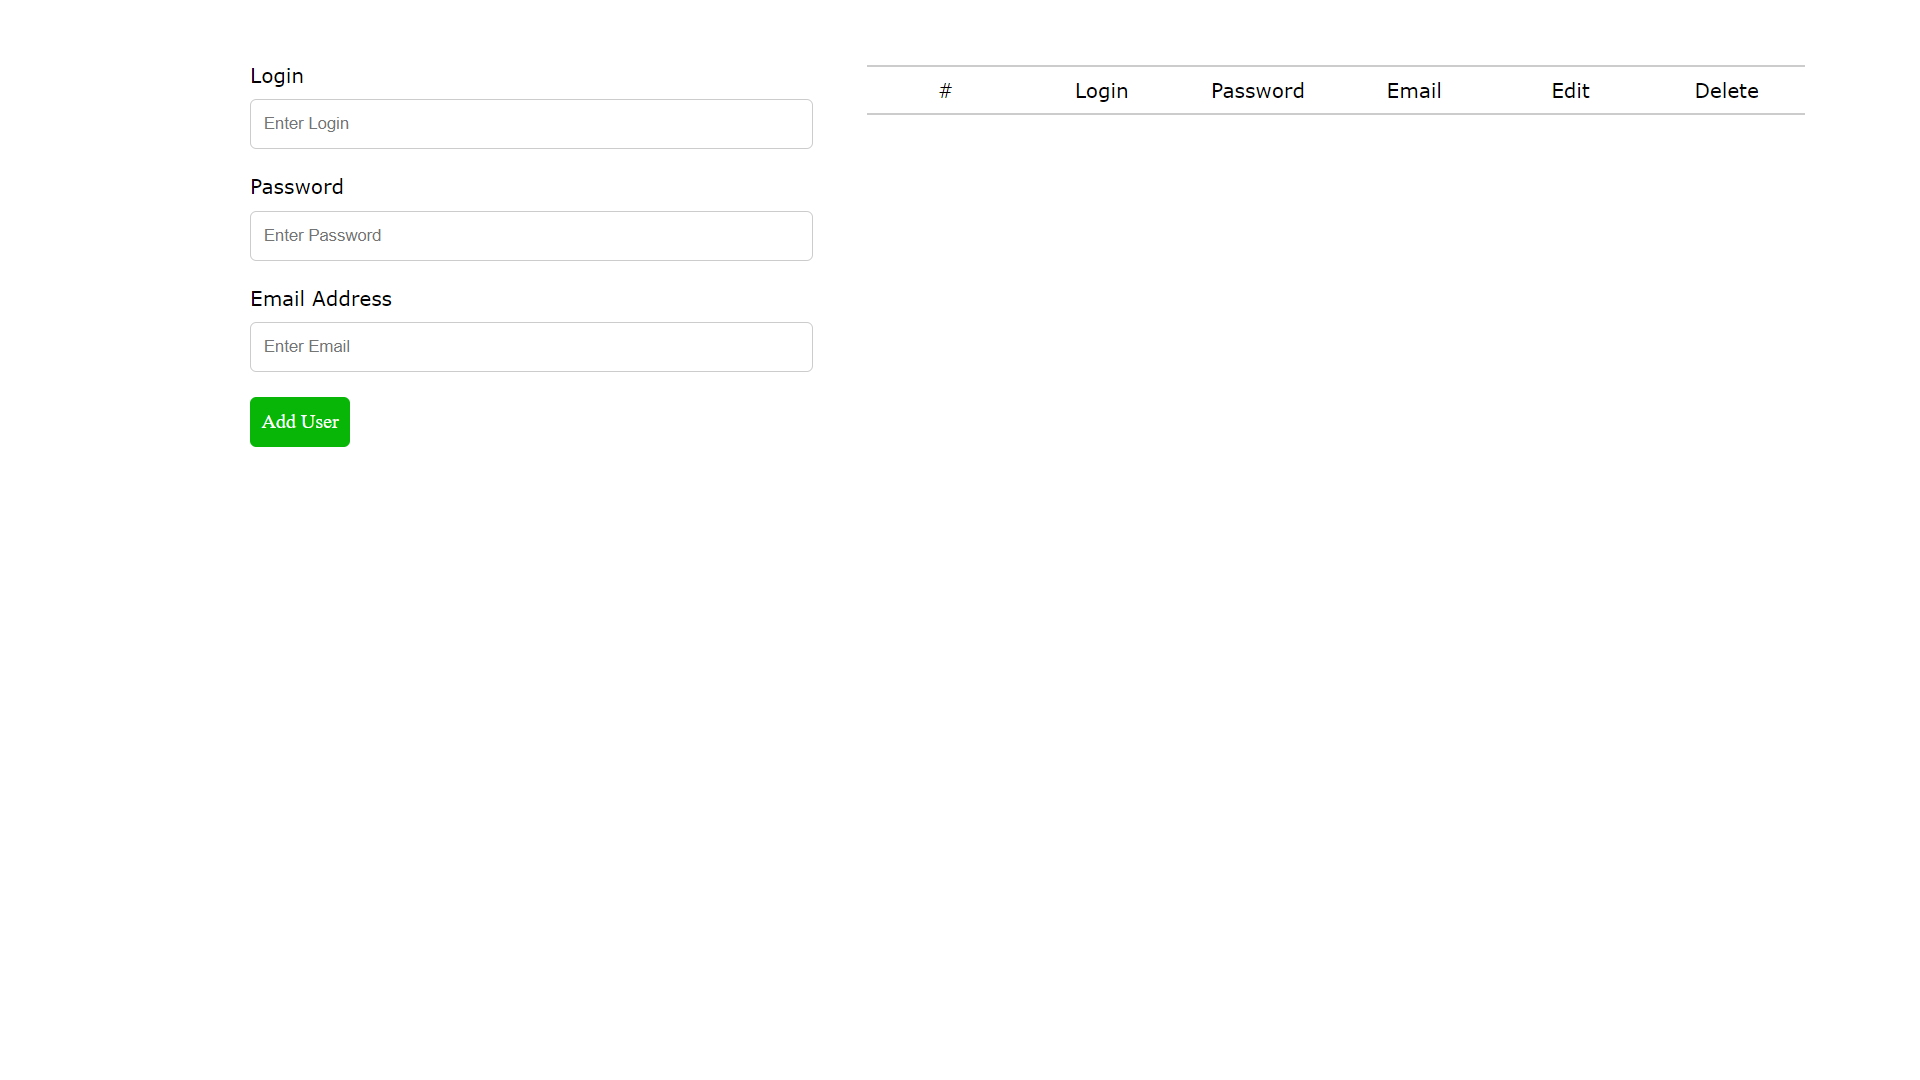 Login
Enter Login
Password
Enter Password
Email Address
Enter Email
Add User
# Login Password Email Edit Delete